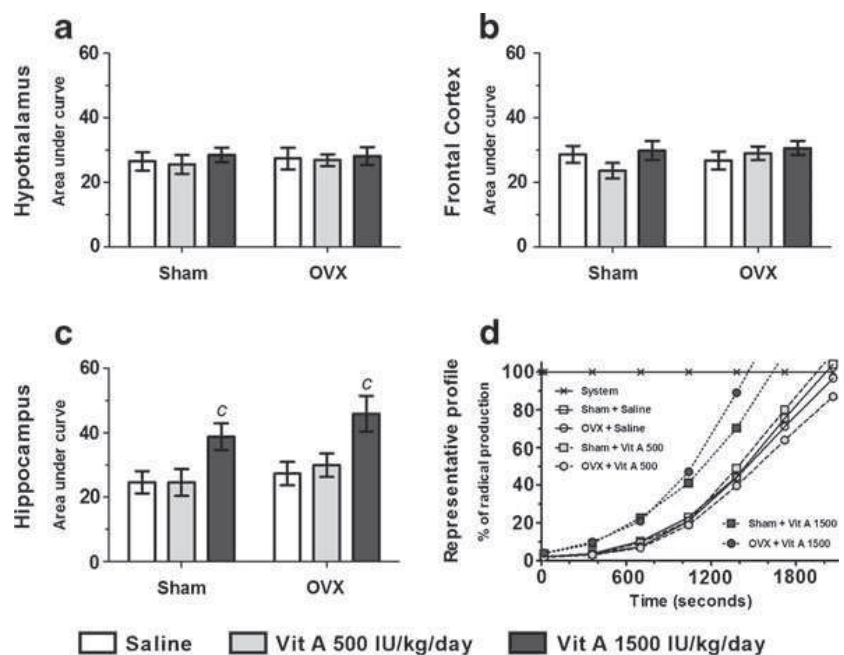 a
Hypothalamus
Area under curve
60
40
20
0
Sham OVX
b
Frontal Cortex
Area under curve
60
40
20
0
Sham OVX
c
Hippocampus
Area under curve
60
40
20
0
C
C
Sham OVX
d
Representative profile
% of radical production
100
80
60
40
20
0
System
Sham + Saline
OVX + Saline
Sham + Vit A 500
OVX + Vit A 500
Sham + Vit A 1500
OVX + Vit A 1500
0 600 1200 1800
Time (seconds)
Saline Vit A 500 IU/kg/day Vit A 1500 IU/kg/day